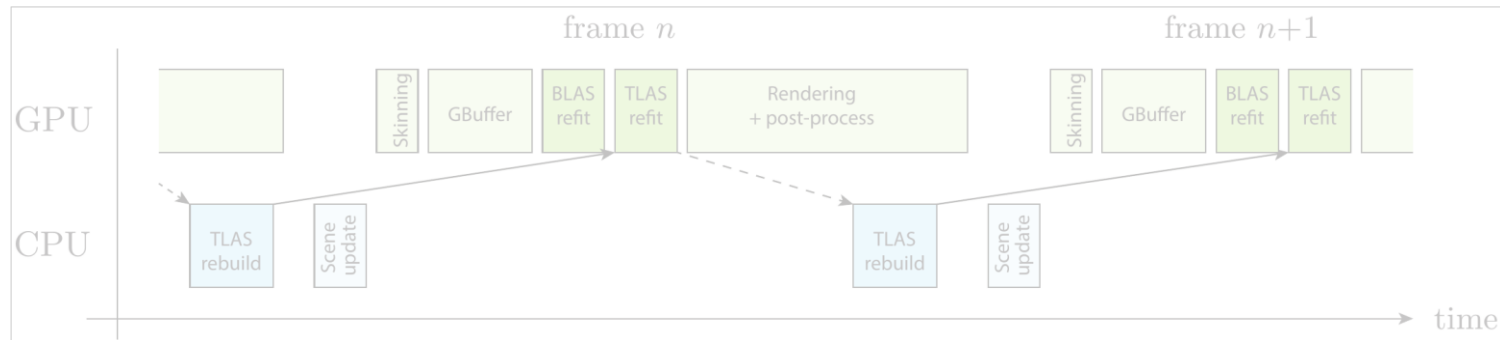 frame n
frame n+1
GPU
Skinning
GBuffer
BLAS
refit
TLAS
refit
Rendering
+ post-process
Skinning
GBuffer
BLAS
refit
TLAS
refit
CPU
TLAS
rebuild
Scene
update
TLAS
rebuild
Scene
update
time